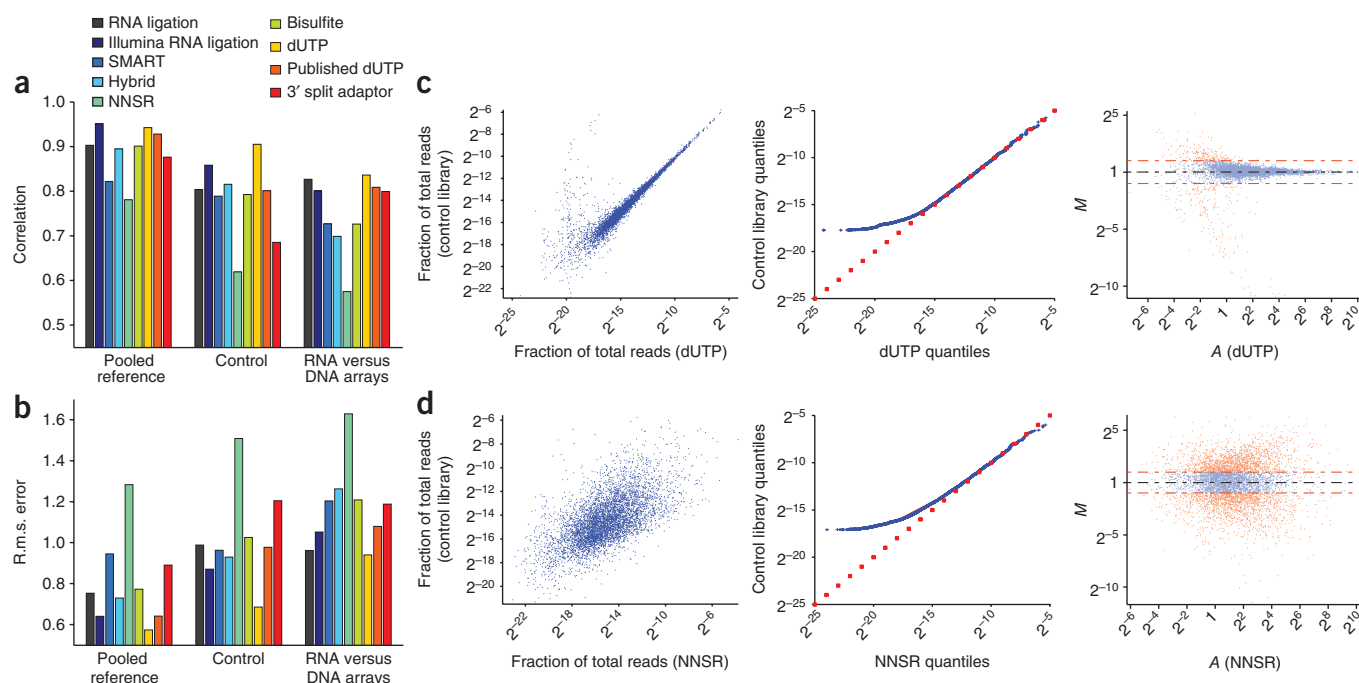 RNA ligation
Illumina RNA ligation
SMART
Hybrid
NNSR
Bisulfite
dUTP
Published dUTP
3′ split adaptor
a
1.0
0.9
0.8
0.7
0.6
0.5
Correlation
Pooled
reference
Control
RNA versus
DNA arrays
b
1.6
1.4
1.2
1.0
0.8
0.6
R.m.s. error
Pooled
reference
Control
RNA versus
DNA arrays
c
Fraction of total reads
(control library)
2–6
2–8
2–10
2–12
2–14
2–16
2–18
2–20
2–22
2–25
2–20
2–15
2–10
2–5
Fraction of total reads (dUTP)
Control library quantiles
2–5
2–10
2–15
2–20
2–25
2–25
2–20
2–15
2–10
2–5
dUTP quantiles
M
25
1
2–5
2–10
2–6
2–4
2–2
1
22
24
26
28
210
A (dUTP)
d
Fraction of total reads
(control library)
2–6
2–8
2–10
2–12
2–14
2–16
2–18
2–20
2–22
2–18
2–14
2–10
2–6
Fraction of total reads (NNSR)
Control library quantiles
2–5
2–10
2–15
2–20
2–25
2–25
2–20
2–15
2–10
2–5
NNSR quantiles
M
25
1
2–5
2–10
2–6
2–4
2–2
1
22
24
26
28
210
A (NNSR)